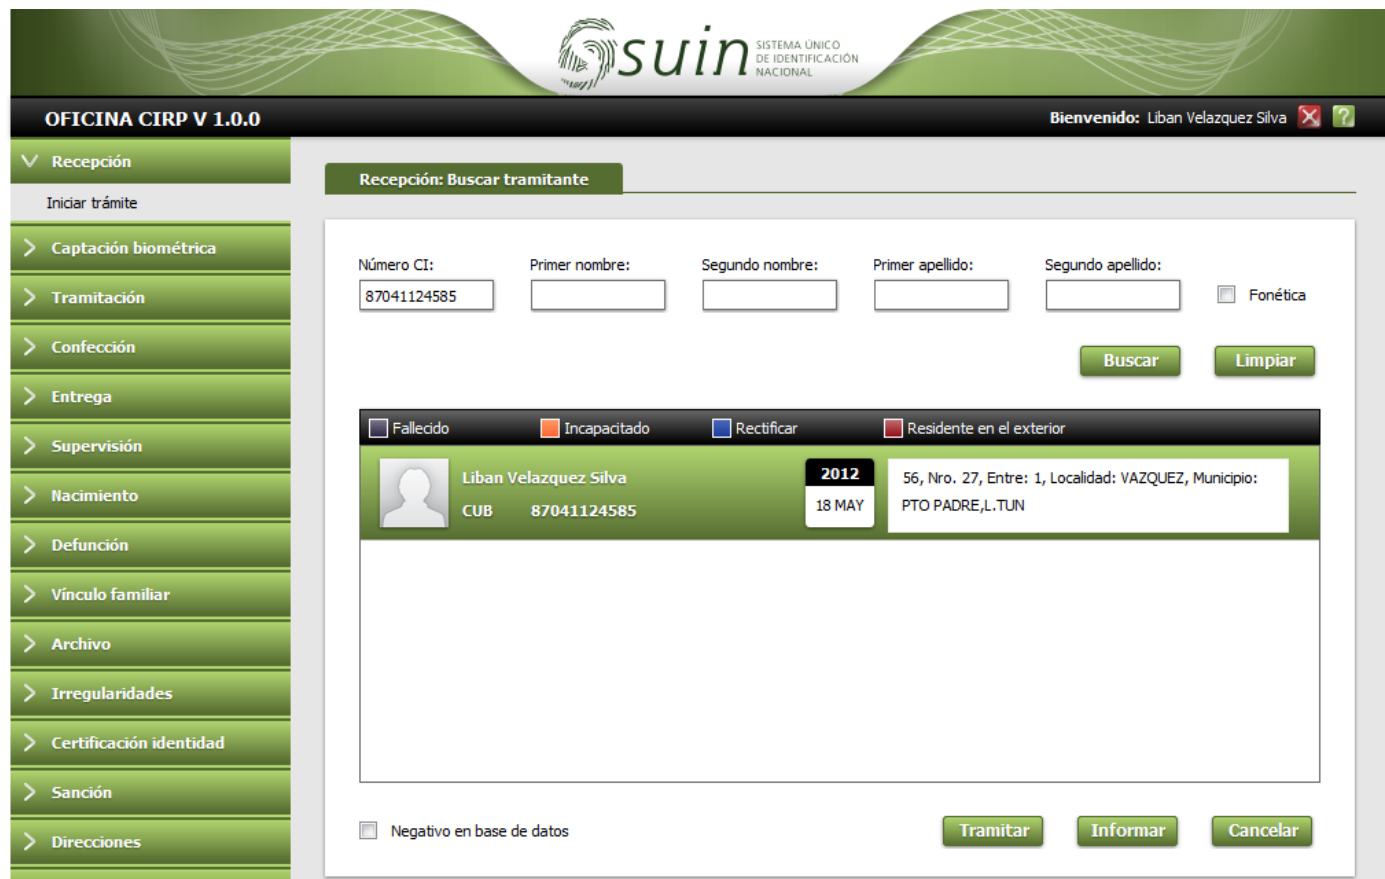 suin
SISTEMA ÚNICO
DE IDENTIFICACIÓN
NACIONAL
OFICINA CIRP V 1.0.0
Bienvenido: Liban Velazquez Silva
Recepción
Iniciar trámite
Captación biométrica
Tramitación
Confección
Entrega
Supervisión
Nacimiento
Defunción
Vínculo familiar
Archivo
Irregularidades
Certificación identidad
Sanción
Direcciones
Recepción: Buscar tramitante
Número CI: Primer nombre: Segundo nombre: Primer apellido: Segundo apellido:
87041124585 Fonética
Buscar Limpiar
Fallecido Incapacitado Rectificar Residente en el exterior
Liban Velazquez Silva
CUB 87041124585
2012
18 MAY
56, Nro. 27, Entre: 1, Localidad: VAZQUEZ, Municipio:
PTO PADRE,L.TUN
Negativo en base de datos
Tramitar Informar Cancelar